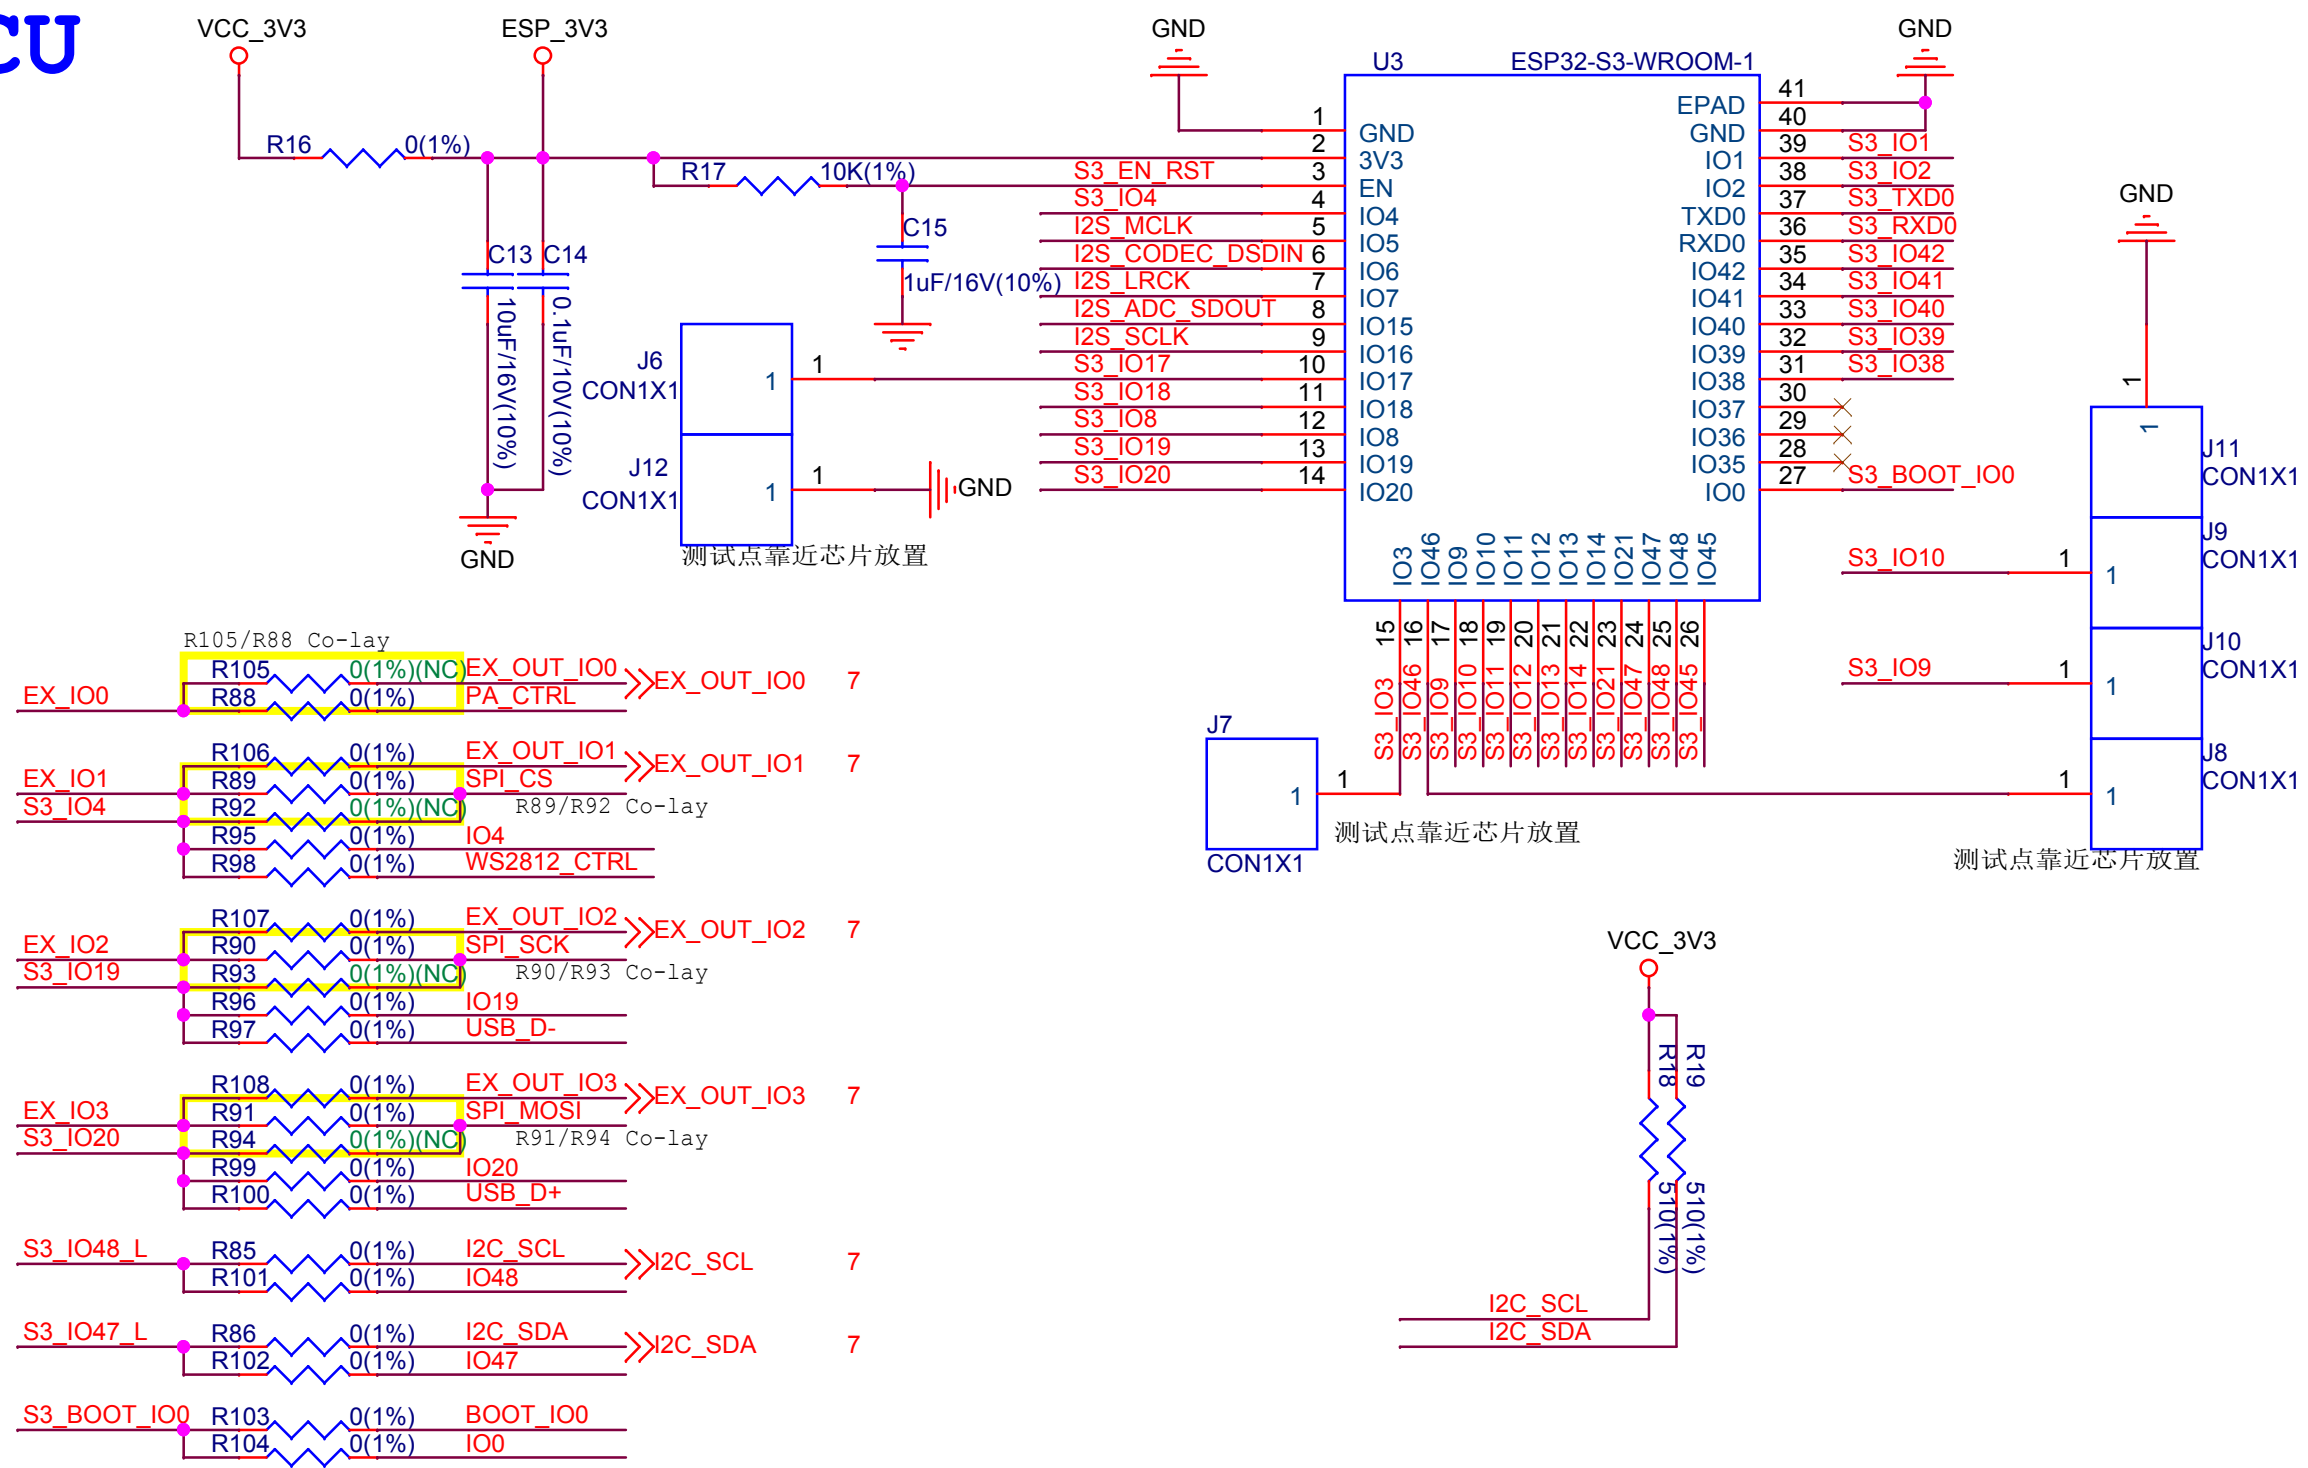 CU
VCC_3V3
ESP_3V3
R16 0(1%)
R17 10K(1%)
C13
10uF/16V(10%)
C14
0.1uF/10V(10%)
C15
1uF/16V(10%)
GND
J6
CON1X1
1 1
J12
CON1X1
1 1
GND
测试点靠近芯片放置
GND
U3 ESP32-S3-WROOM-1
GND
1 GND
2 3V3
S3_EN_RST 3 EN
S3_IO4 4 IO4
I2S_MCLK 5 IO5
I2S_CODEC_DSDIN 6 IO6
I2S_LRCK 7 IO7
I2S_ADC_SDOUT 8 IO15
I2S_SCLK 9 IO16
S3_IO17 10 IO17
S3_IO18 11 IO18
S3_IO8 12 IO8
S3_IO19 13 IO19
S3_IO20 14 IO20
EPAD 41
GND 40
IO1 39 S3_IO1
IO2 38 S3_IO2
TXD0 37 S3_TXD0
RXD0 36 S3_RXD0
IO42 35 S3_IO42
IO41 34 S3_IO41
IO40 33 S3_IO40
IO39 32 S3_IO39
IO38 31 S3_IO38
IO37 30
IO36 29
IO35 28
IO0 27 S3_BOOT_IO0
IO3 15 S3_IO3
IO46 16 S3_IO46
IO9 17 S3_IO9
IO10 18 S3_IO10
IO11 19 S3_IO11
IO12 20 S3_IO12
IO13 21 S3_IO13
IO14 22 S3_IO14
IO21 23 S3_IO21
IO47 24 S3_IO47
IO48 25 S3_IO48
IO45 26 S3_IO45
GND
1
1
J11
CON1X1
S3_IO10 1 1
J9
CON1X1
S3_IO9 1 1
J10
CON1X1
1 1
J8
CON1X1
测试点靠近芯片放置
J7
1 1
CON1X1
测试点靠近芯片放置
R105/R88 Co-lay
R105 0(1%)(NC) EX_OUT_IO0 EX_OUT_IO0 7
EX_IO0 R88 0(1%) PA_CTRL
R106 0(1%) EX_OUT_IO1 EX_OUT_IO1 7
EX_IO1 R89 0(1%) SPI_CS
S3_IO4 R92 0(1%)(NC) R89/R92 Co-lay
R95 0(1%) IO4
R98 0(1%) WS2812_CTRL
R107 0(1%) EX_OUT_IO2 EX_OUT_IO2 7
EX_IO2 R90 0(1%) SPI_SCK
S3_IO19 R93 0(1%)(NC) R90/R93 Co-lay
R96 0(1%) IO19
R97 0(1%) USB_D-
R108 0(1%) EX_OUT_IO3 EX_OUT_IO3 7
EX_IO3 R91 0(1%) SPI_MOSI
S3_IO20 R94 0(1%)(NC) R91/R94 Co-lay
R99 0(1%) IO20
R100 0(1%) USB_D+
S3_IO48_L R85 0(1%) I2C_SCL I2C_SCL 7
R101 0(1%) IO48
S3_IO47_L R86 0(1%) I2C_SDA I2C_SDA 7
R102 0(1%) IO47
S3_BOOT_IO0 R103 0(1%) BOOT_IO0
R104 0(1%) IO0
VCC_3V3
R18
510(1%)
R19
510(1%)
I2C_SCL
I2C_SDA